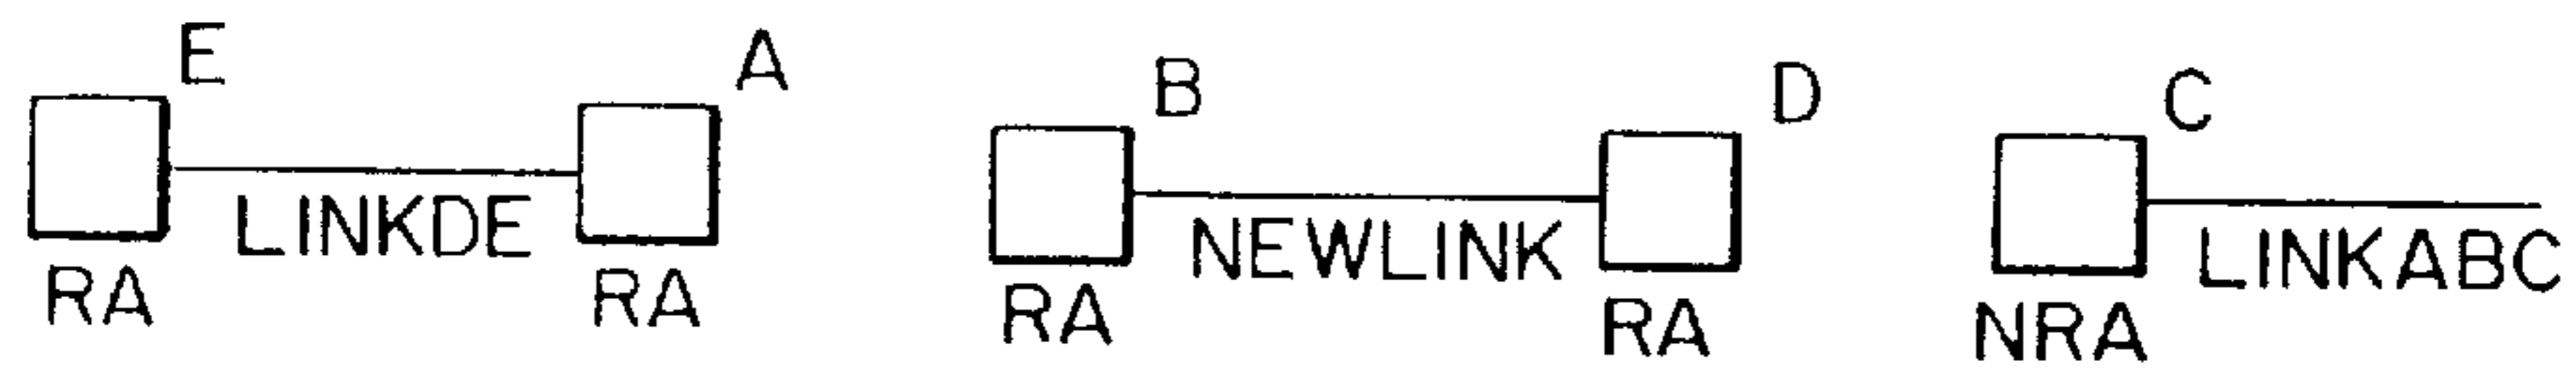 E A B D C
LINKDE NEWLINK LINKABC
RA RA RA RA NRA